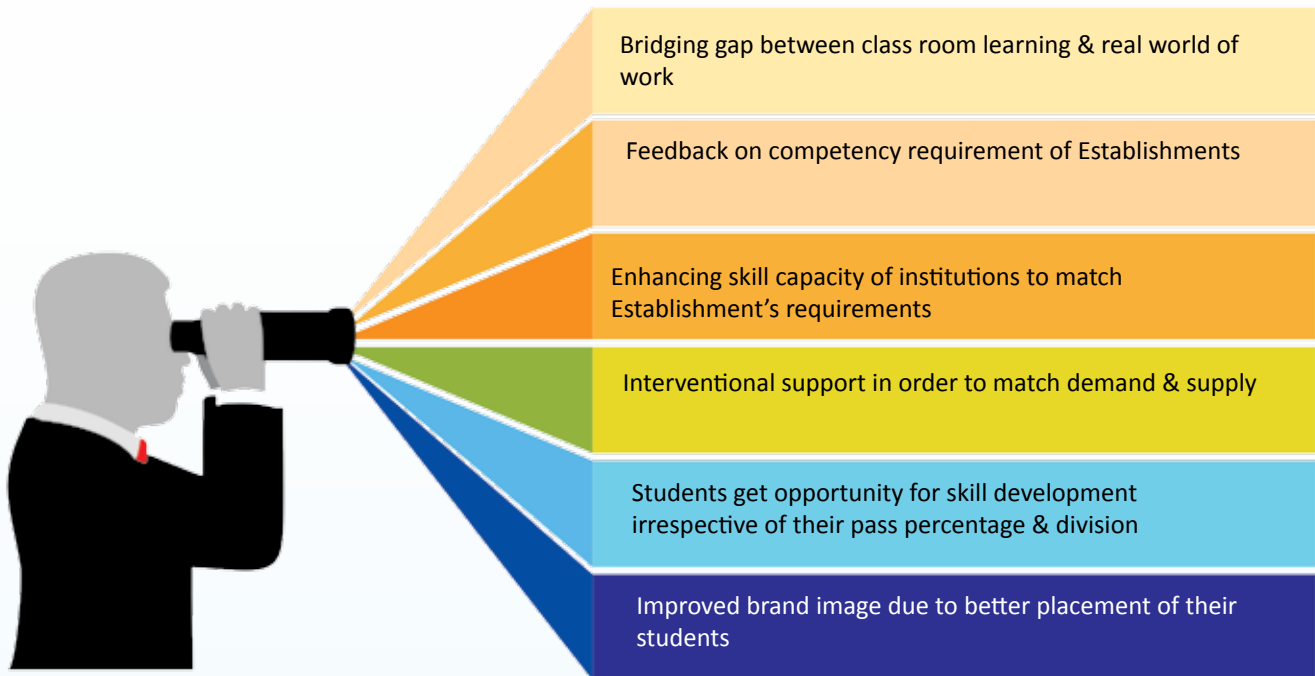 Bridging gap between class room learning & real world of
work
Feedback on competency requirement of Establishments
Enhancing skill capacity of institutions to match
Establishment’s requirements
Interventional support in order to match demand & supply
Students get opportunity for skill development
irrespective of their pass percentage & division
Improved brand image due to better placement of their
students